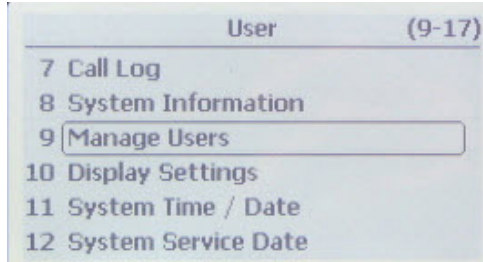 User (9-17)
7 Call Log
8 System Information
9 Manage Users
10 Display Settings
11 System Time / Date
12 System Service Date